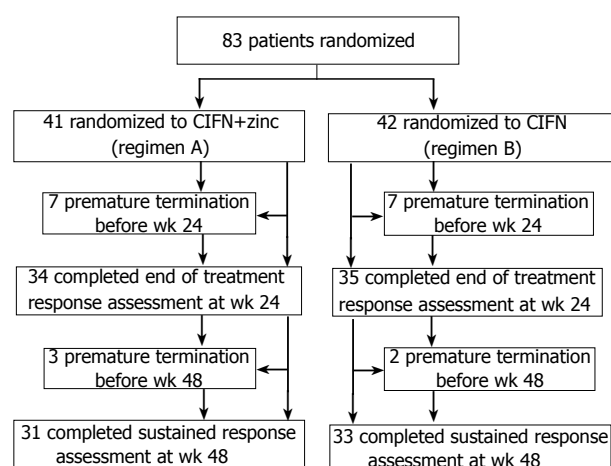 83 patients randomized
41 randomized to CIFN+zinc
(regimen A)
42 randomized to CIFN
(regimen B)
7 premature termination
before wk 24
7 premature termination
before wk 24
34 completed end of treatment
response assessment at wk 24
35 completed end of treatment
response assessment at wk 24
3 premature termination
before wk 48
2 premature termination
before wk 48
31 completed sustained response
assessment at wk 48
33 completed sustained response
assessment at wk 48